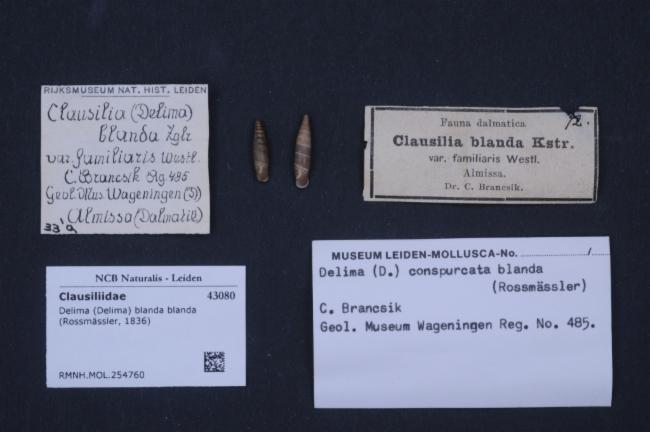 RIJKSMUSEUM NAT. HIST. LEIDEN
Clausilia (Delima)
blanda Zglr
var. familiaris Westl.
C. Brancsik Rg. 485
Geol. Mus. Wageningen
Almissa (Dalmatië)
33'a
Fauna dalmatica
Clausilia blanda Kstr.
var. familiaris Westl.
Almissa.
Dr. C. Brancsik.
NCB Naturalis - Leiden
Clausiliidae 43080
Delima (Delima) blanda blanda
(Rossmässler, 1836)
RMNH.MOL.254760
MUSEUM LEIDEN-MOLLUSCA-No. ............/....
Delima (D.) conspurcata blanda
(Rossmässler)
C. Brancsik
Geol. Museum Wageningen Reg. No. 485.